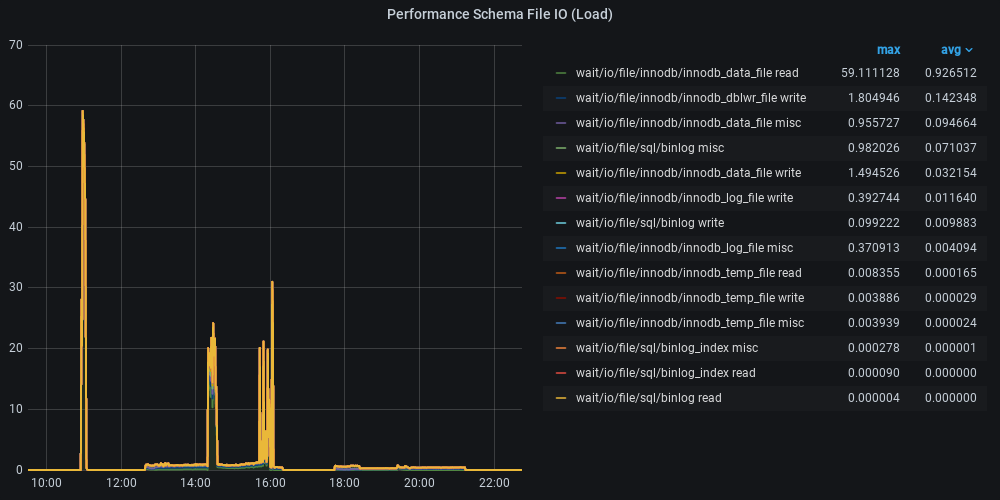 Performance Schema File IO (Load)
70
60
50
40
30
20
10
0
10:00 12:00 14:00 16:00 18:00 20:00 22:00
max avg
wait/io/file/innodb/innodb_data_file read 59.111128 0.926512
wait/io/file/innodb/innodb_dblwr_file write 1.804946 0.142348
wait/io/file/innodb/innodb_data_file misc 0.955727 0.094664
wait/io/file/sql/binlog misc 0.982026 0.071037
wait/io/file/innodb/innodb_data_file write 1.494526 0.032154
wait/io/file/innodb/innodb_log_file write 0.392744 0.011640
wait/io/file/sql/binlog write 0.099222 0.009883
wait/io/file/innodb/innodb_log_file misc 0.370913 0.004094
wait/io/file/innodb/innodb_temp_file read 0.008355 0.000165
wait/io/file/innodb/innodb_temp_file write 0.003886 0.000029
wait/io/file/innodb/innodb_temp_file misc 0.003939 0.000024
wait/io/file/sql/binlog_index misc 0.000278 0.000001
wait/io/file/sql/binlog_index read 0.000090 0.000000
wait/io/file/sql/binlog read 0.000004 0.000000